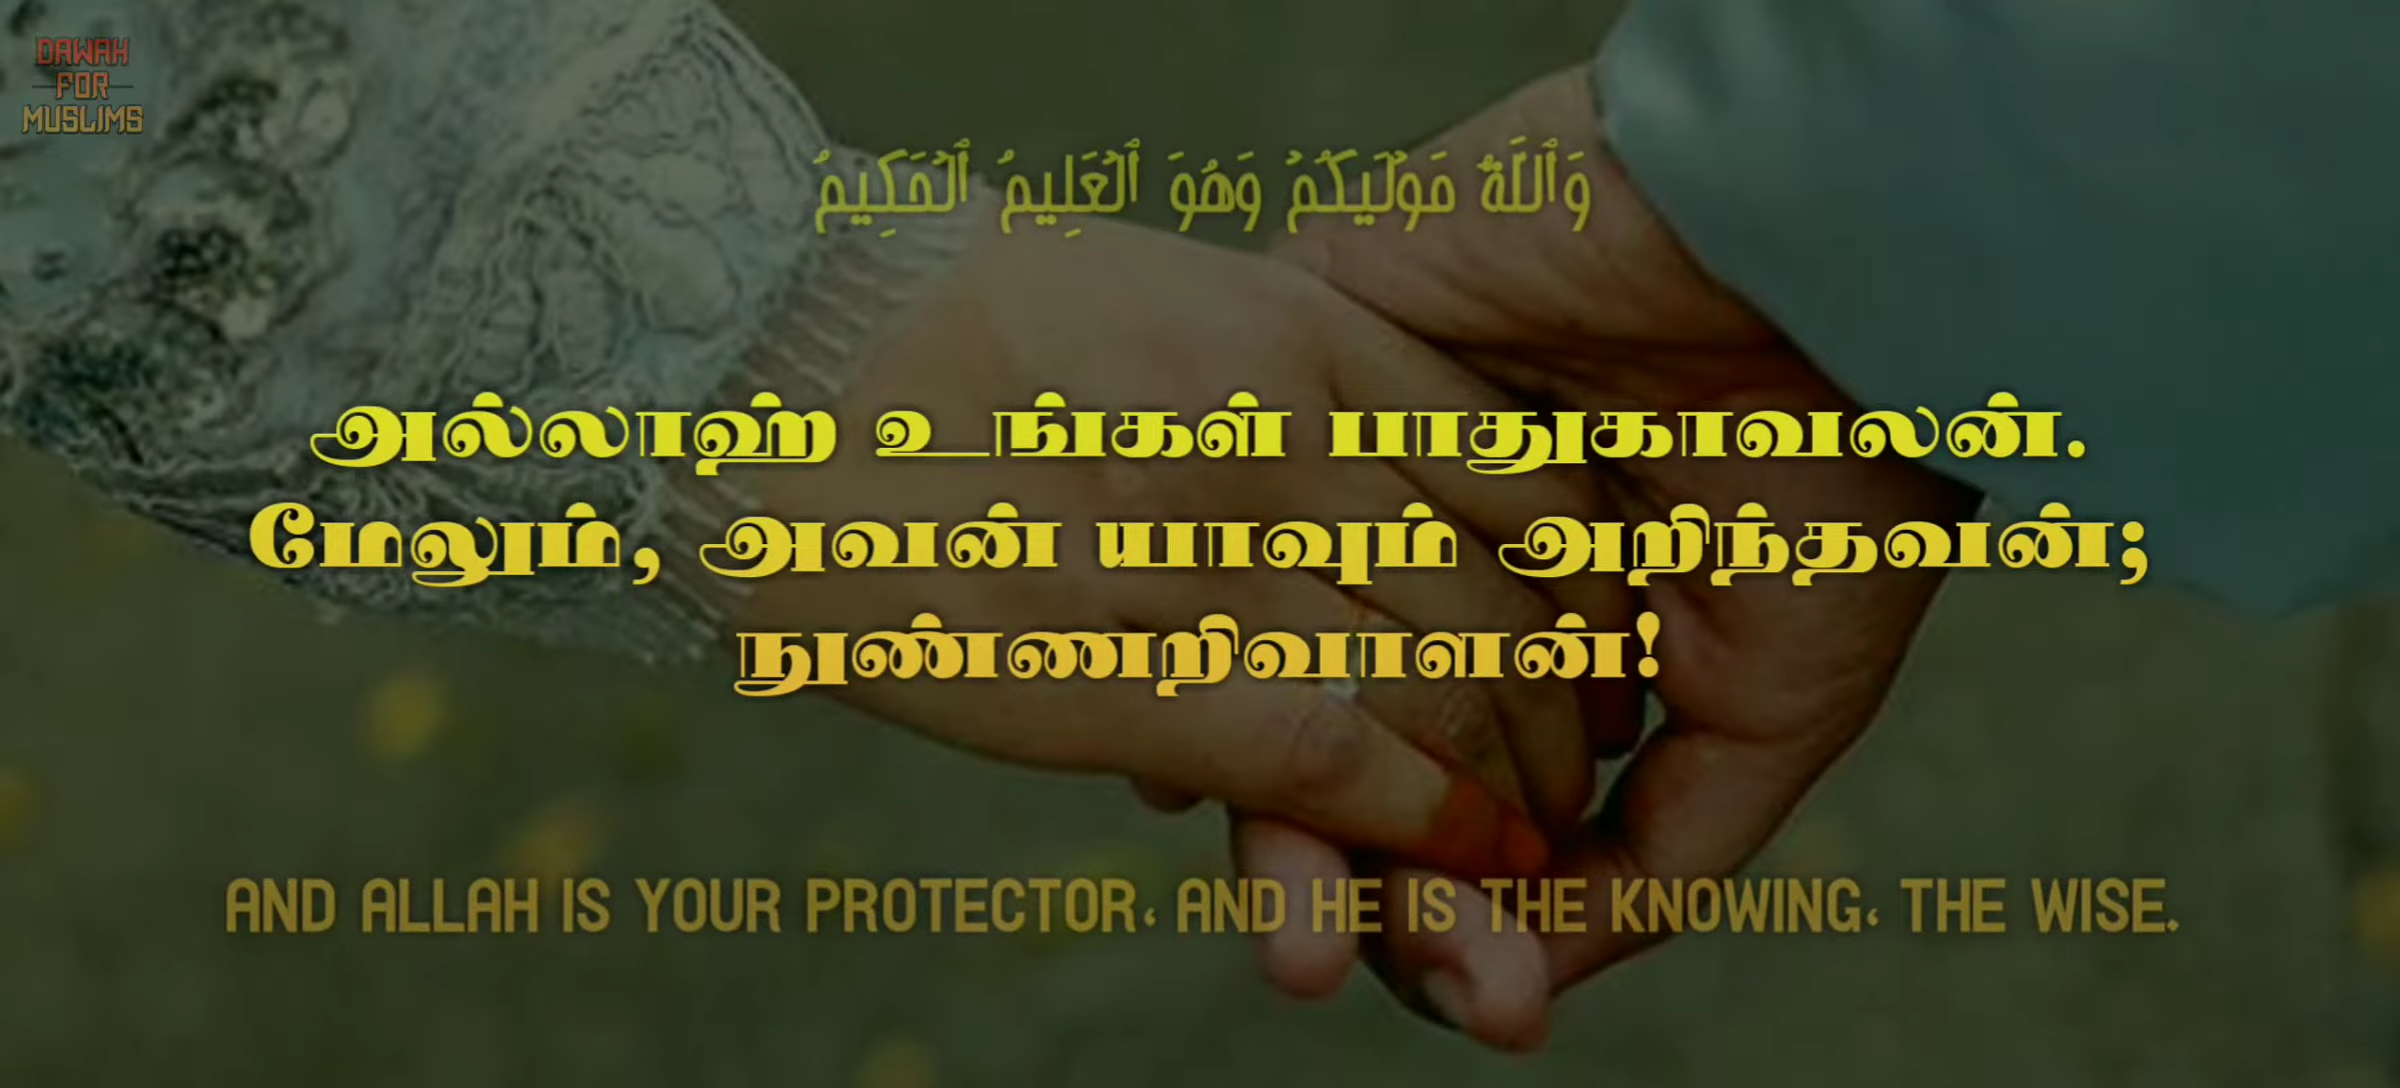 DAWAH
FOR
MUSLIMS
وَٱللَّهُ مَوْلَىٰكُمْ وَهُوَ ٱلْعَلِيمُ ٱلْحَكِيمُ
அல்லாஹ் உங்கள் பாதுகாவலன்.
மேலும், அவன் யாவும் அறிந்தவன்;
நுண்ணறிவாளன்!
AND ALLAH IS YOUR PROTECTOR, AND HE IS THE KNOWING, THE WISE.